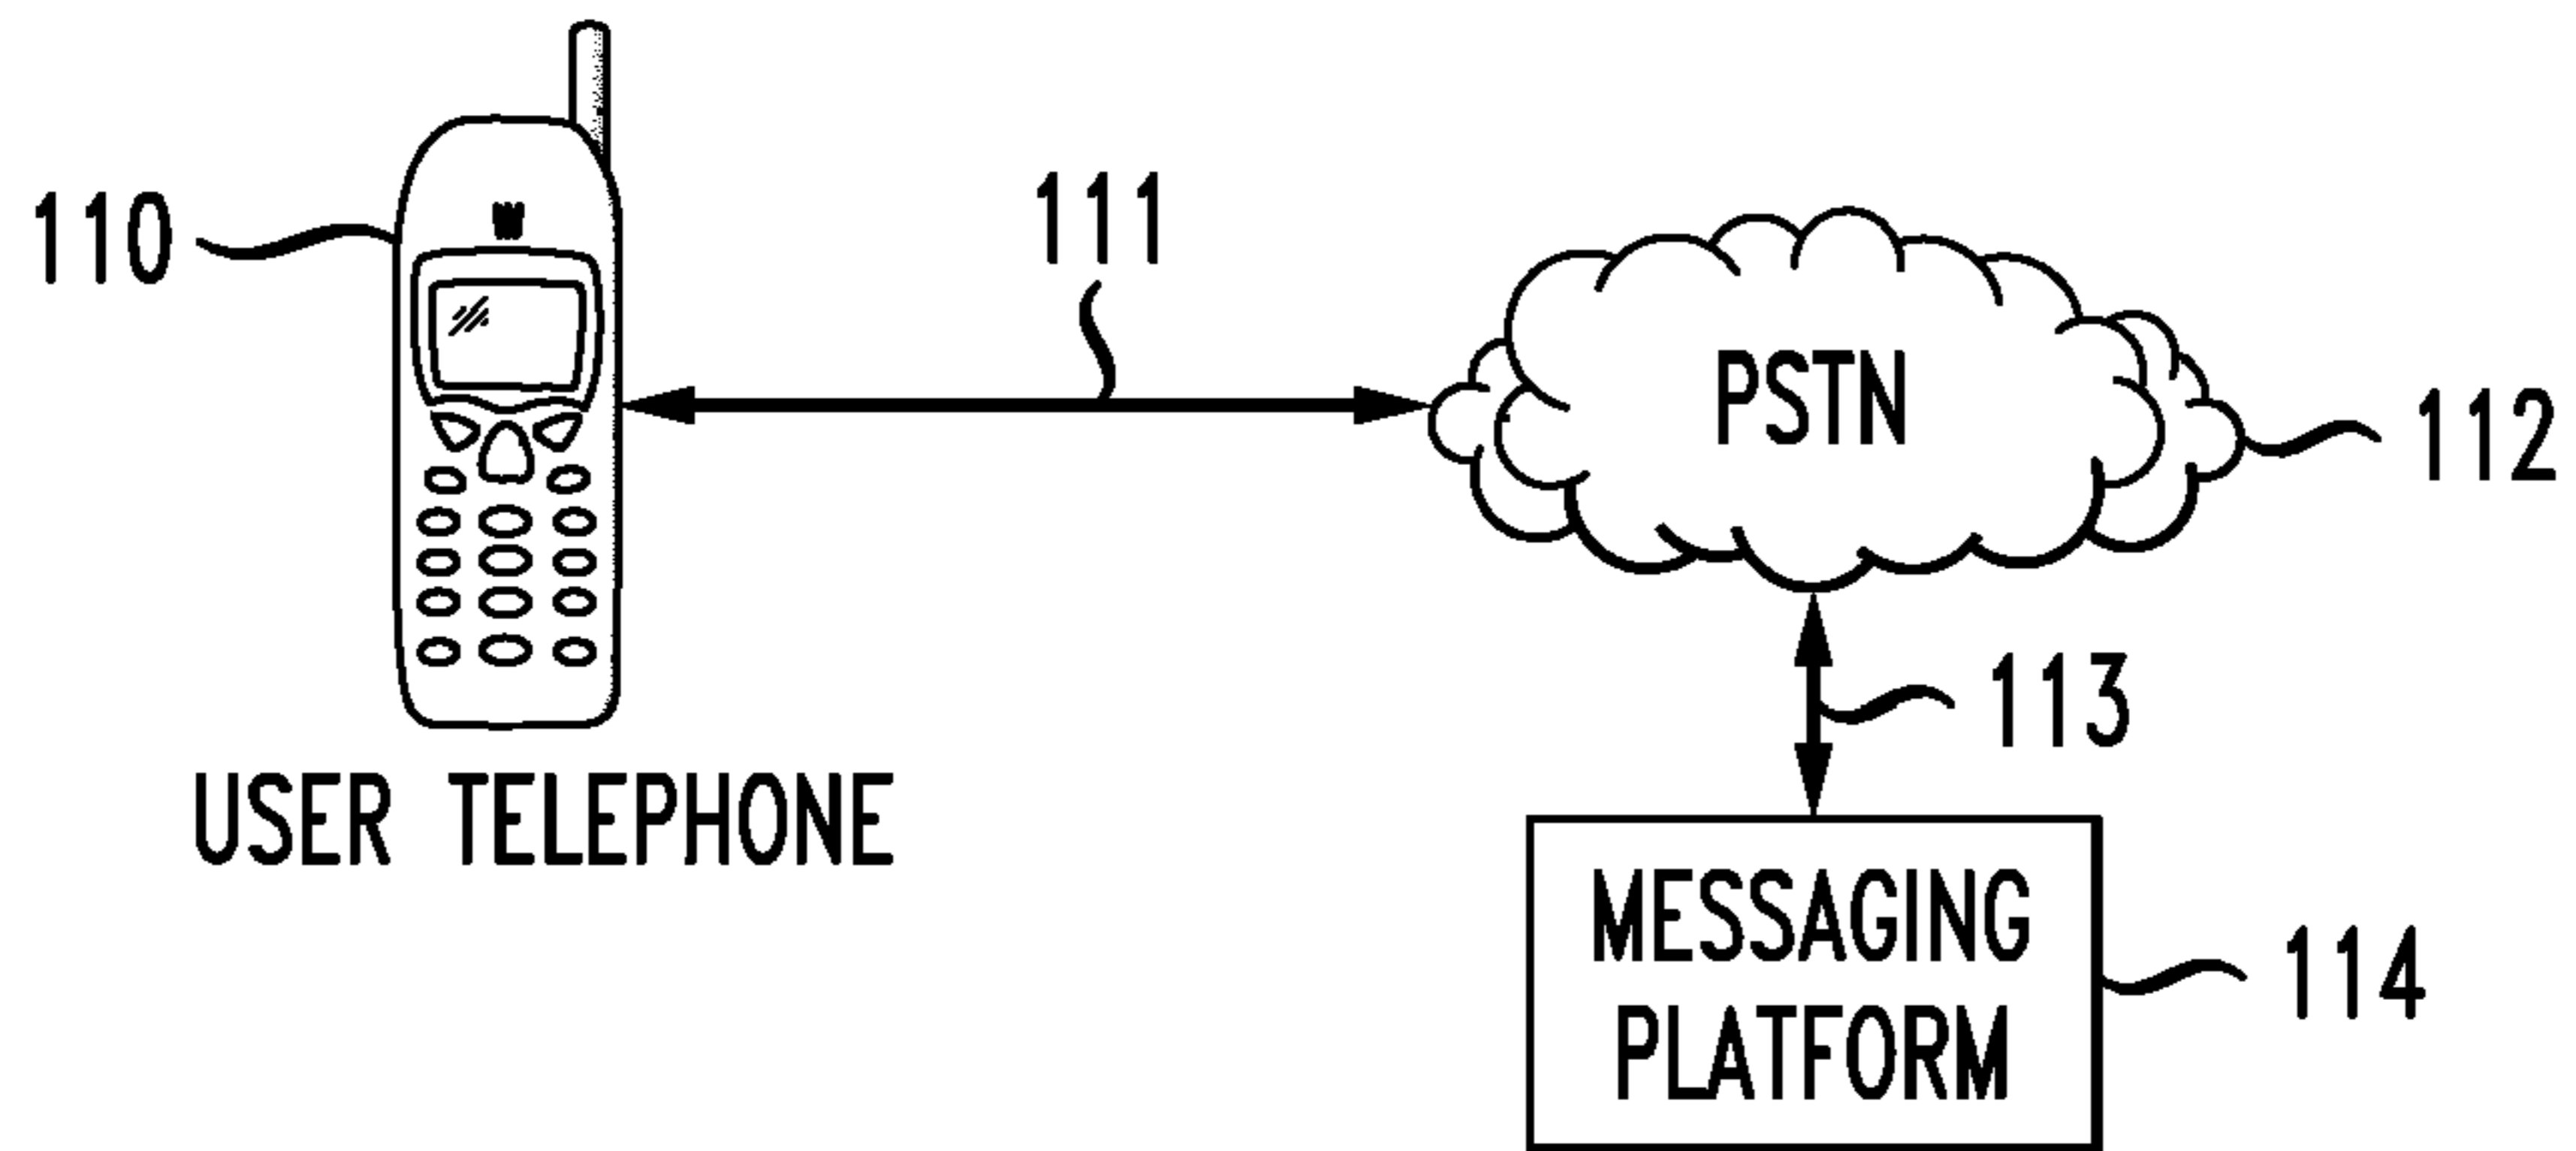 110
W
111
PSTN
112
113
USER TELEPHONE
MESSAGING
PLATFORM
114